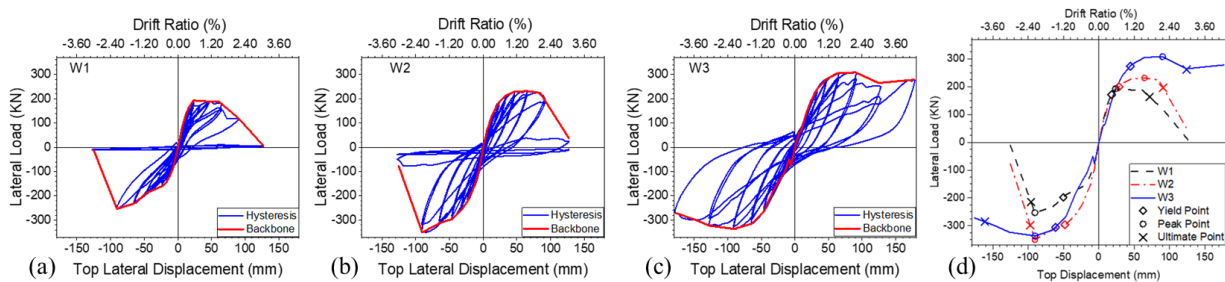 Drift Ratio (%)
-3.60 -2.40 -1.20 0.00 1.20 2.40 3.60
W1
300
200
100
0
-100
-200
-300
Lateral Load (KN)
Hysteresis
Backbone
-150 -100 -50 0 50 100 150
(a) Top Lateral Displacement (mm)
Drift Ratio (%)
-3.60 -2.40 -1.20 0.00 1.20 2.40 3.60
W2
300
200
100
0
-100
-200
-300
Lateral Load (KN)
Hysteresis
Backbone
-150 -100 -50 0 50 100 150
(b) Top Lateral Displacement (mm)
Drift Ratio (%)
-3.60 -2.40 -1.20 0.00 1.20 2.40 3.60
W3
300
200
100
0
-100
-200
-300
Lateral Load (KN)
Hysteresis
Backbone
-150 -100 -50 0 50 100 150
(c) Top Lateral Displacement (mm)
Drift Ratio (%)
-3.60 -2.40 -1.20 0.00 1.20 2.40 3.60
300
200
100
0
-100
-200
-300
Lateral Load (KN)
W1
W2
W3
Yield Point
Peak Point
Ultimate Point
-150 -100 -50 0 50 100 150
(d) Top Displacement (mm)